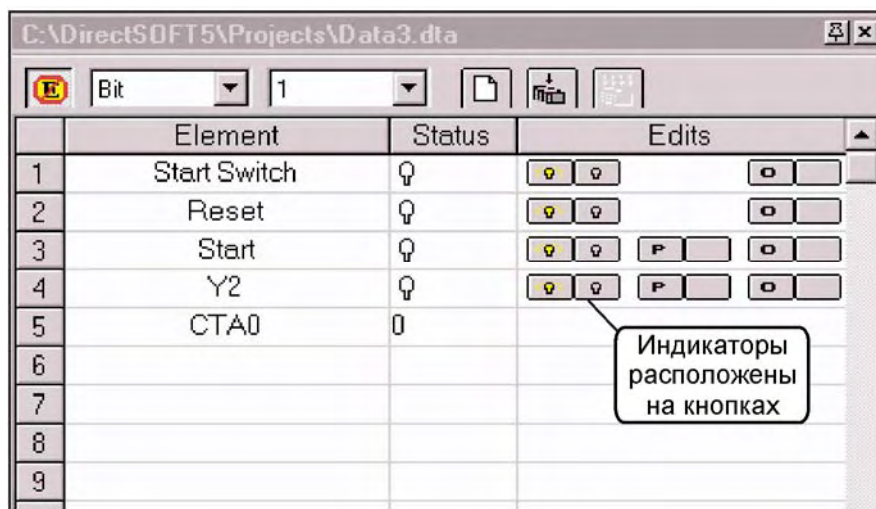 C:\DirectSOFT5\Projects\Data3.dta
E Bit 1
Element Status Edits
1 Start Switch O
2 Reset O
3 Start P O
4 Y2 P O
5 CTA0 0
6
7
8
9
Индикаторы
расположены
на кнопках